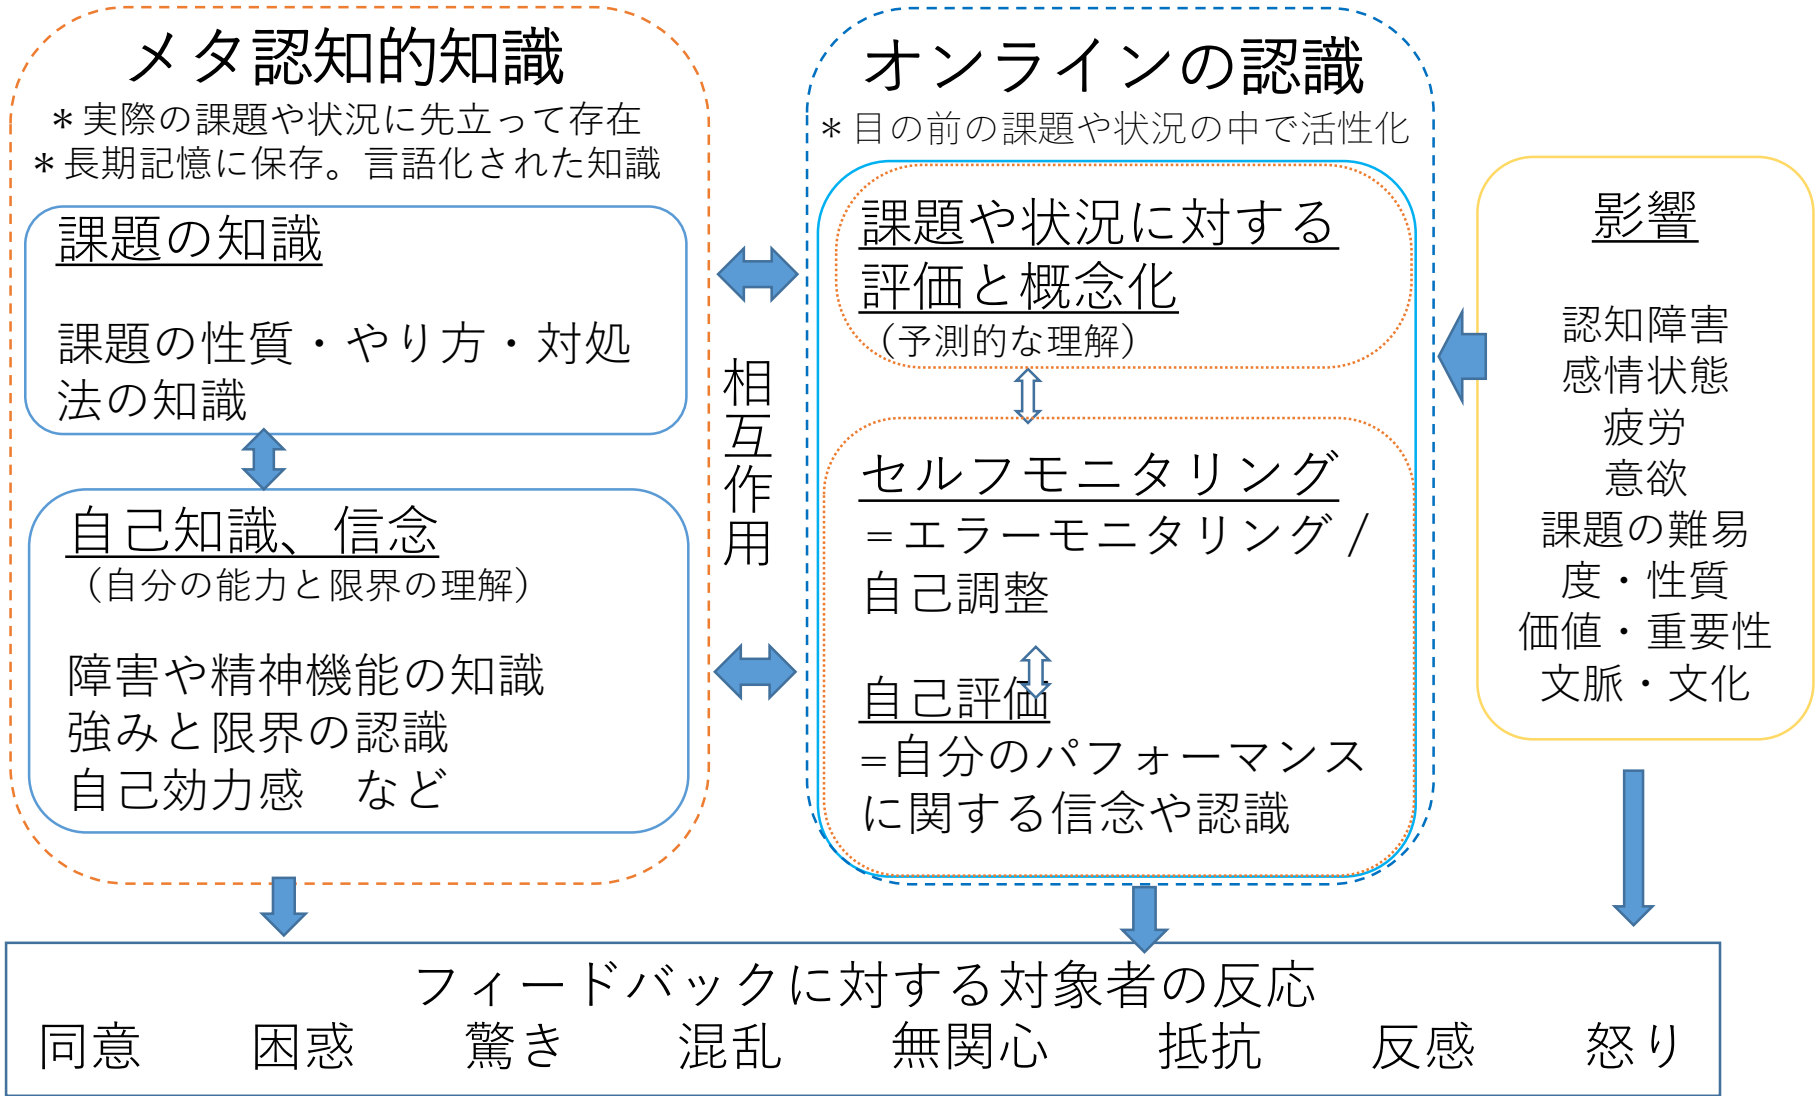 メタ認知的知識
＊実際の課題や状況に先立って存在
＊長期記憶に保存。言語化された知識
課題の知識
課題の性質・やり方・対処
法の知識
自己知識、信念
（自分の能力と限界の理解）
障害や精神機能の知識
強みと限界の認識
自己効力感　など
相互作用
オンラインの認識
＊目の前の課題や状況の中で活性化
課題や状況に対する
評価と概念化
（予測的な理解）
セルフモニタリング
＝エラーモニタリング /
自己調整
自己評価
=自分のパフォーマンス
に関する信念や認識
影響
認知障害
感情状態
疲労
意欲
課題の難易
度・性質
価値・重要性
文脈・文化
フィードバックに対する対象者の反応
同意　困惑　驚き　混乱　無関心　抵抗　反感　怒り